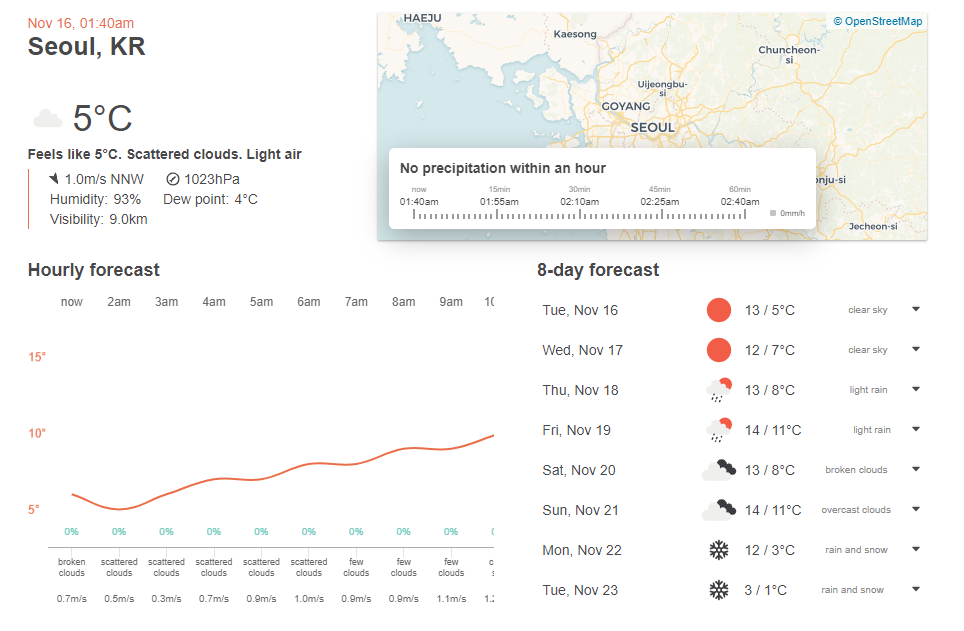 Nov 16, 01:40am
Seoul, KR
5°C
Feels like 5°C. Scattered clouds. Light air
1.0m/s NNW 1023hPa
Humidity: 93% Dew point: 4°C
Visibility: 9.0km
© OpenStreetMap
HAEJU
Kaesong
Chuncheon-
si
Uijeongbu-
si
GOYANG
SEOUL
onju-si
Jecheon-si
No precipitation within an hour
now 15min 30min 45min 60min
01:40am 01:55am 02:10am 02:25am 02:40am
0mm/h
Hourly forecast
now 2am 3am 4am 5am 6am 7am 8am 9am 10
15°
10°
5°
0% 0% 0% 0% 0% 0% 0% 0% 0%
broken scattered scattered scattered scattered scattered few few few
clouds clouds clouds clouds clouds clouds clouds clouds clouds
0.7m/s 0.5m/s 0.3m/s 0.7m/s 0.9m/s 1.0m/s 0.9m/s 0.9m/s 1.1m/s
8-day forecast
Tue, Nov 16 13 / 5°C clear sky
Wed, Nov 17 12 / 7°C clear sky
Thu, Nov 18 13 / 8°C light rain
Fri, Nov 19 14 / 11°C light rain
Sat, Nov 20 13 / 8°C broken clouds
Sun, Nov 21 14 / 11°C overcast clouds
Mon, Nov 22 12 / 3°C rain and snow
Tue, Nov 23 3 / 1°C rain and snow